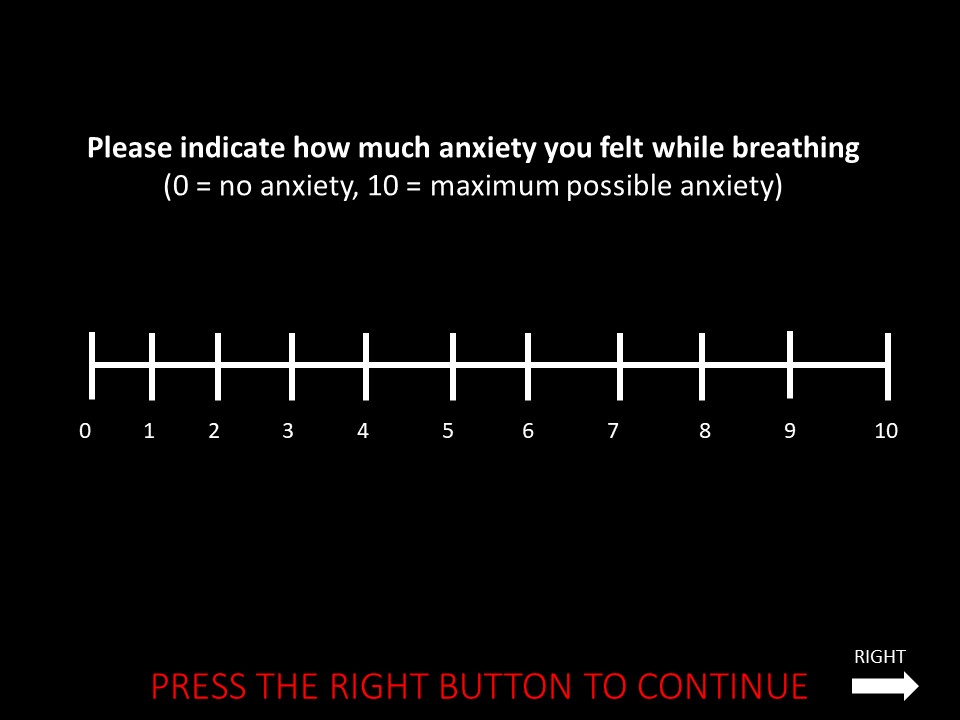 Please indicate how much anxiety you felt while breathing
(0 = no anxiety, 10 = maximum possible anxiety)
0 1 2 3 4 5 6 7 8 9 10
RIGHT
PRESS THE RIGHT BUTTON TO CONTINUE